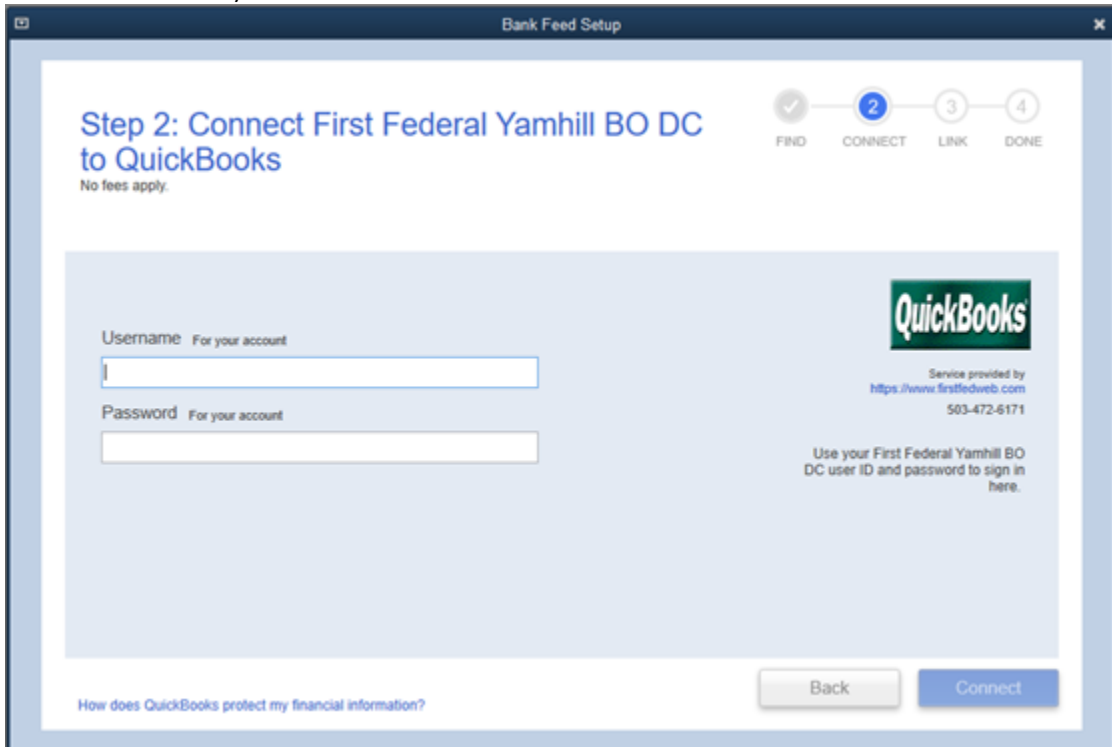 Bank Feed Setup
Step 2: Connect First Federal Yamhill BO DC
to QuickBooks
No fees apply.
2
3
4
FIND
CONNECT
LINK
DONE
QuickBooks
Username For your account
Service provided by
https://www.firstfedweb.com
503-472-6171
Password For your account
Use your First Federal Yamhill BO
DC user ID and password to sign in
here.
How does QuickBooks protect my financial information?
Back
Connect